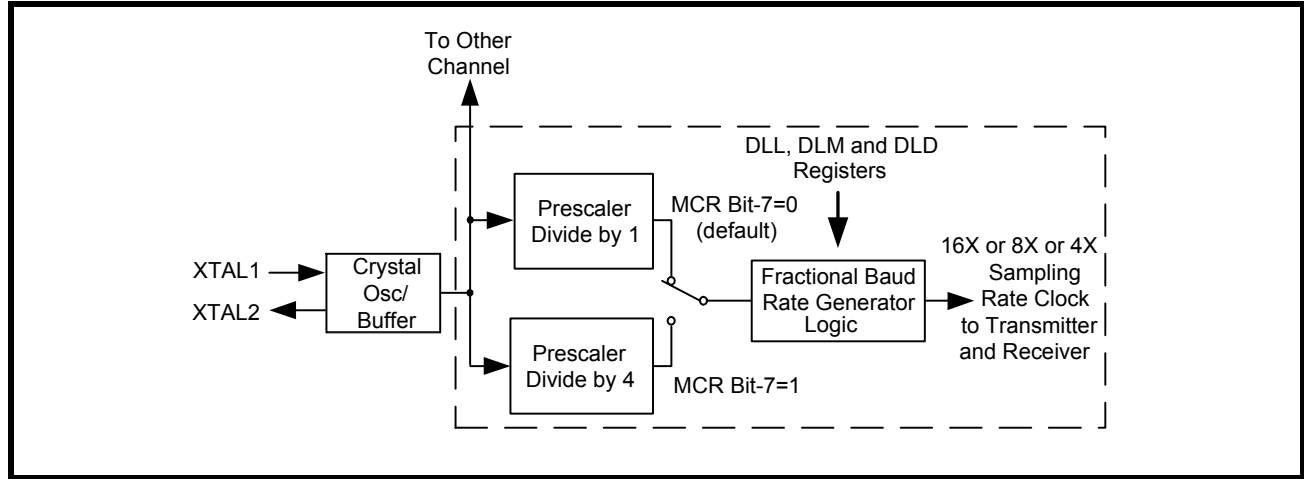 To Other
Channel
DLL, DLM and DLD
Registers
Prescaler
Divide by 1
MCR Bit-7=0
(default)
16X or 8X or 4X
Sampling
Rate Clock
to Transmitter
and Receiver
XTAL1
XTAL2
Crystal
Osc/
Buffer
Fractional Baud
Rate Generator
Logic
Prescaler
Divide by 4
MCR Bit-7=1